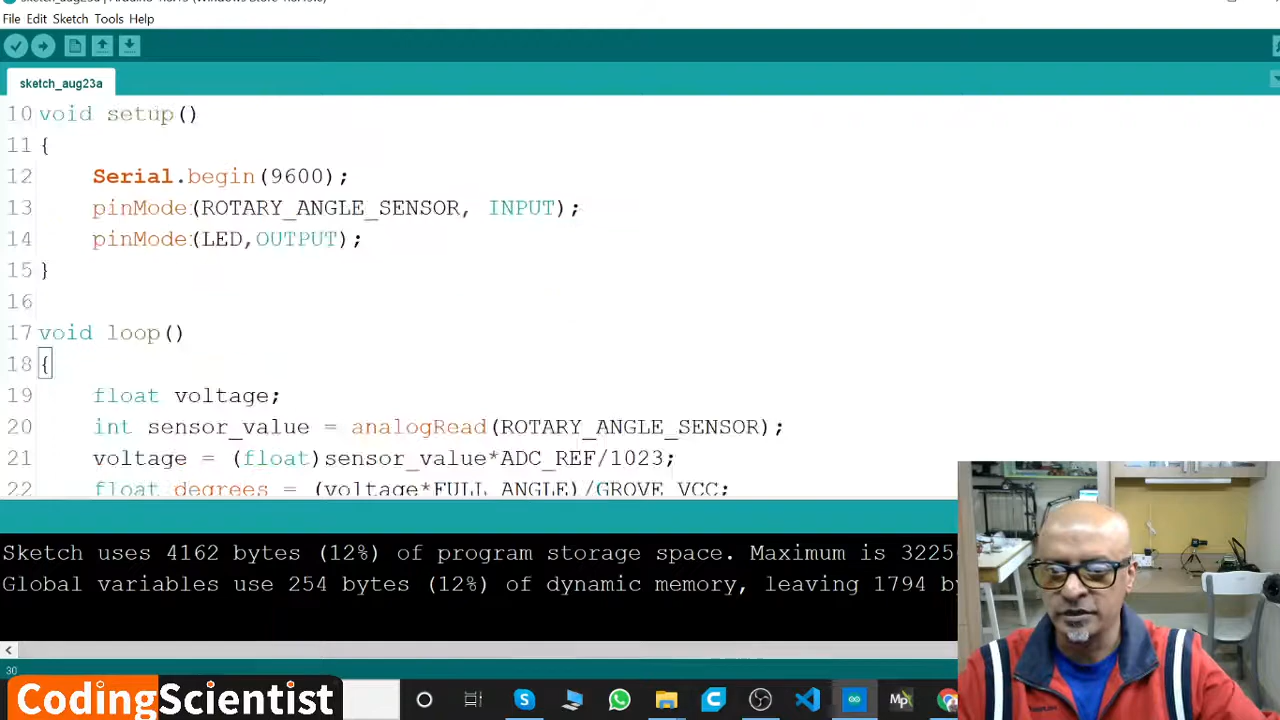 File Edit Sketch Tools Help
sketch_aug23a
10 void setup()
11 {
12 Serial.begin(9600);
13 pinMode(ROTARY_ANGLE_SENSOR, INPUT);
14 pinMode(LED,OUTPUT);
15 }
16
17 void loop()
18 {
19 float voltage;
20 int sensor_value = analogRead(ROTARY_ANGLE_SENSOR);
21 voltage = (float)sensor_value*ADC_REF/1023;
22 float degrees = (voltage*FULL_ANGLE)/GROVE_VCC;
Sketch uses 4162 bytes (12%) of program storage space. Maximum is 3225
Global variables use 254 bytes (12%) of dynamic memory, leaving 1794 by
30
CodingScientist